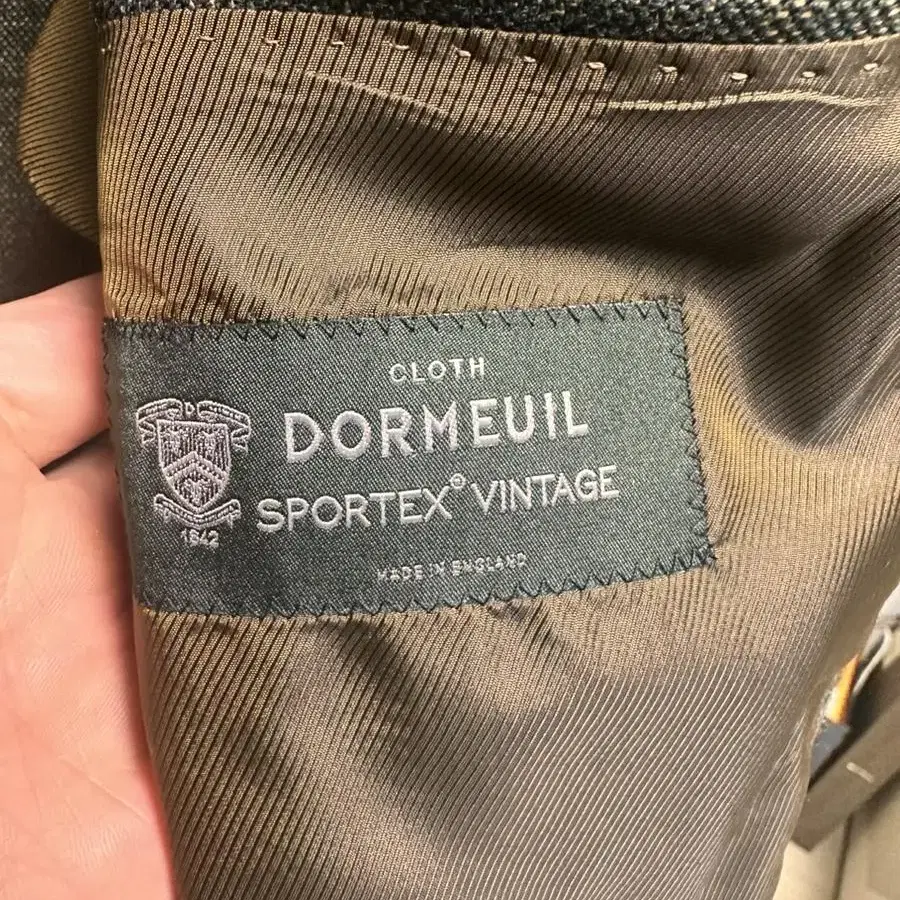 CLOTH
DORMEUIL
SPORTEX® VINTAGE
D
1842
MADE IN ENGLAND